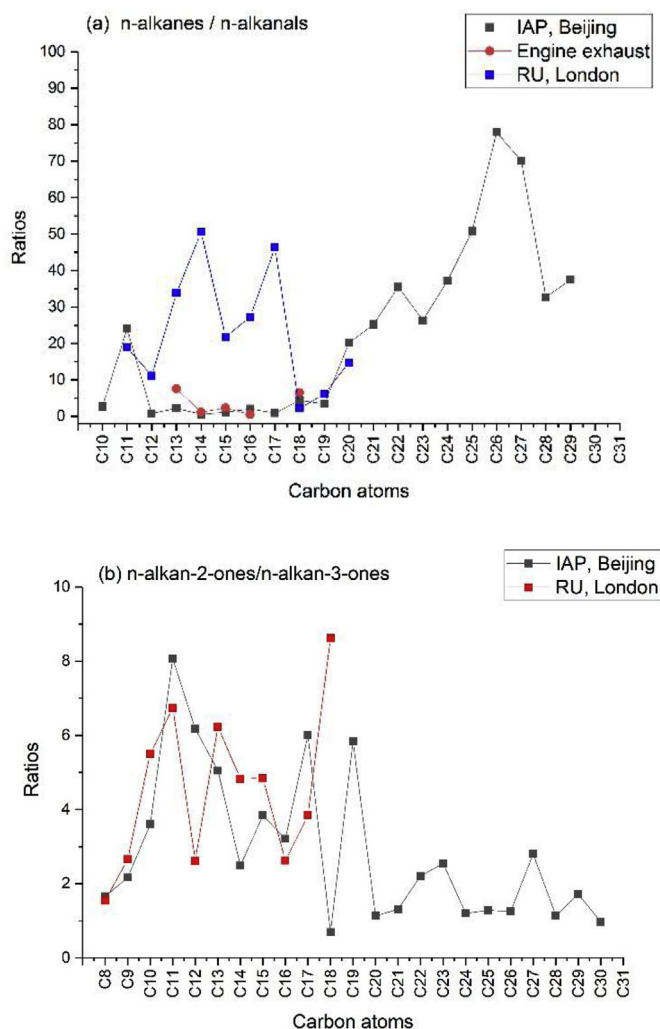 (a) n-alkanes / n-alkanals
IAP, Beijing
Engine exhaust
RU, London
100
90
80
70
60
50
40
30
20
10
0
Ratios
C10 C11 C12 C13 C14 C15 C16 C17 C18 C19 C20 C21 C22 C23 C24 C25 C26 C27 C28 C29 C30 C31
Carbon atoms
(b) n-alkan-2-ones/n-alkan-3-ones
IAP, Beijing
RU, London
10
8
6
4
2
0
Ratios
C8 C9 C10 C11 C12 C13 C14 C15 C16 C17 C18 C19 C20 C21 C22 C23 C24 C25 C26 C27 C28 C29 C30 C31
Carbon atoms